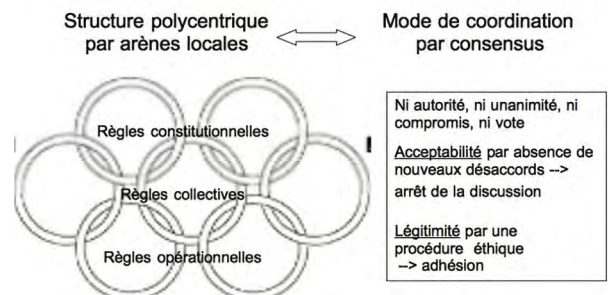 Structure polycentrique
par arènes locales
Mode de coordination
par consensus
Règles constitutionnelles
Règles collectives
Règles opérationnelles
Ni autorité, ni unanimité, ni
compromis, ni vote
Acceptabilité par absence de
nouveaux désaccords -->
arrêt de la discussion
Légitimité par une
procédure éthique
--> adhésion